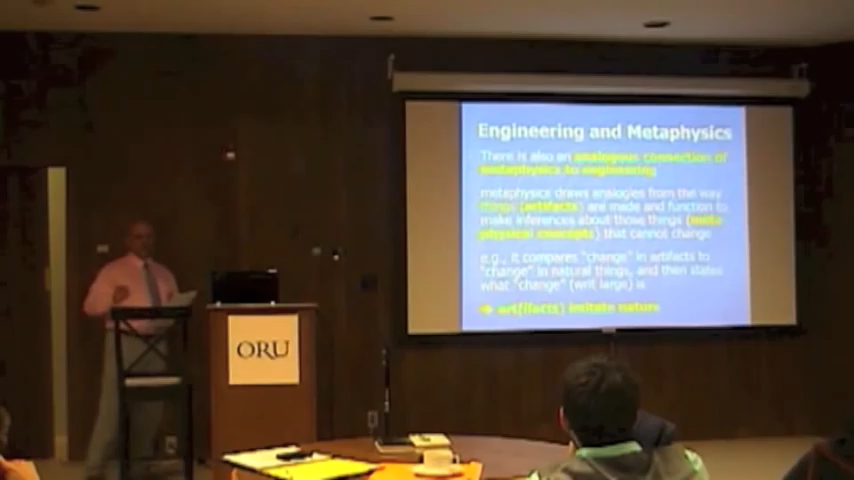 Engineering and Metaphysics
There is also an analogous connection of
metaphysics to engineering
metaphysics draws analogies from the way
things (artifacts) are made and function to
make inferences about those things (meta
physical concepts) that cannot change
e.g., it compares "change" in artifacts to
"change" in natural things, and then states
what "change" (writ large) is
➔ art(ifacts) imitate nature
ORU